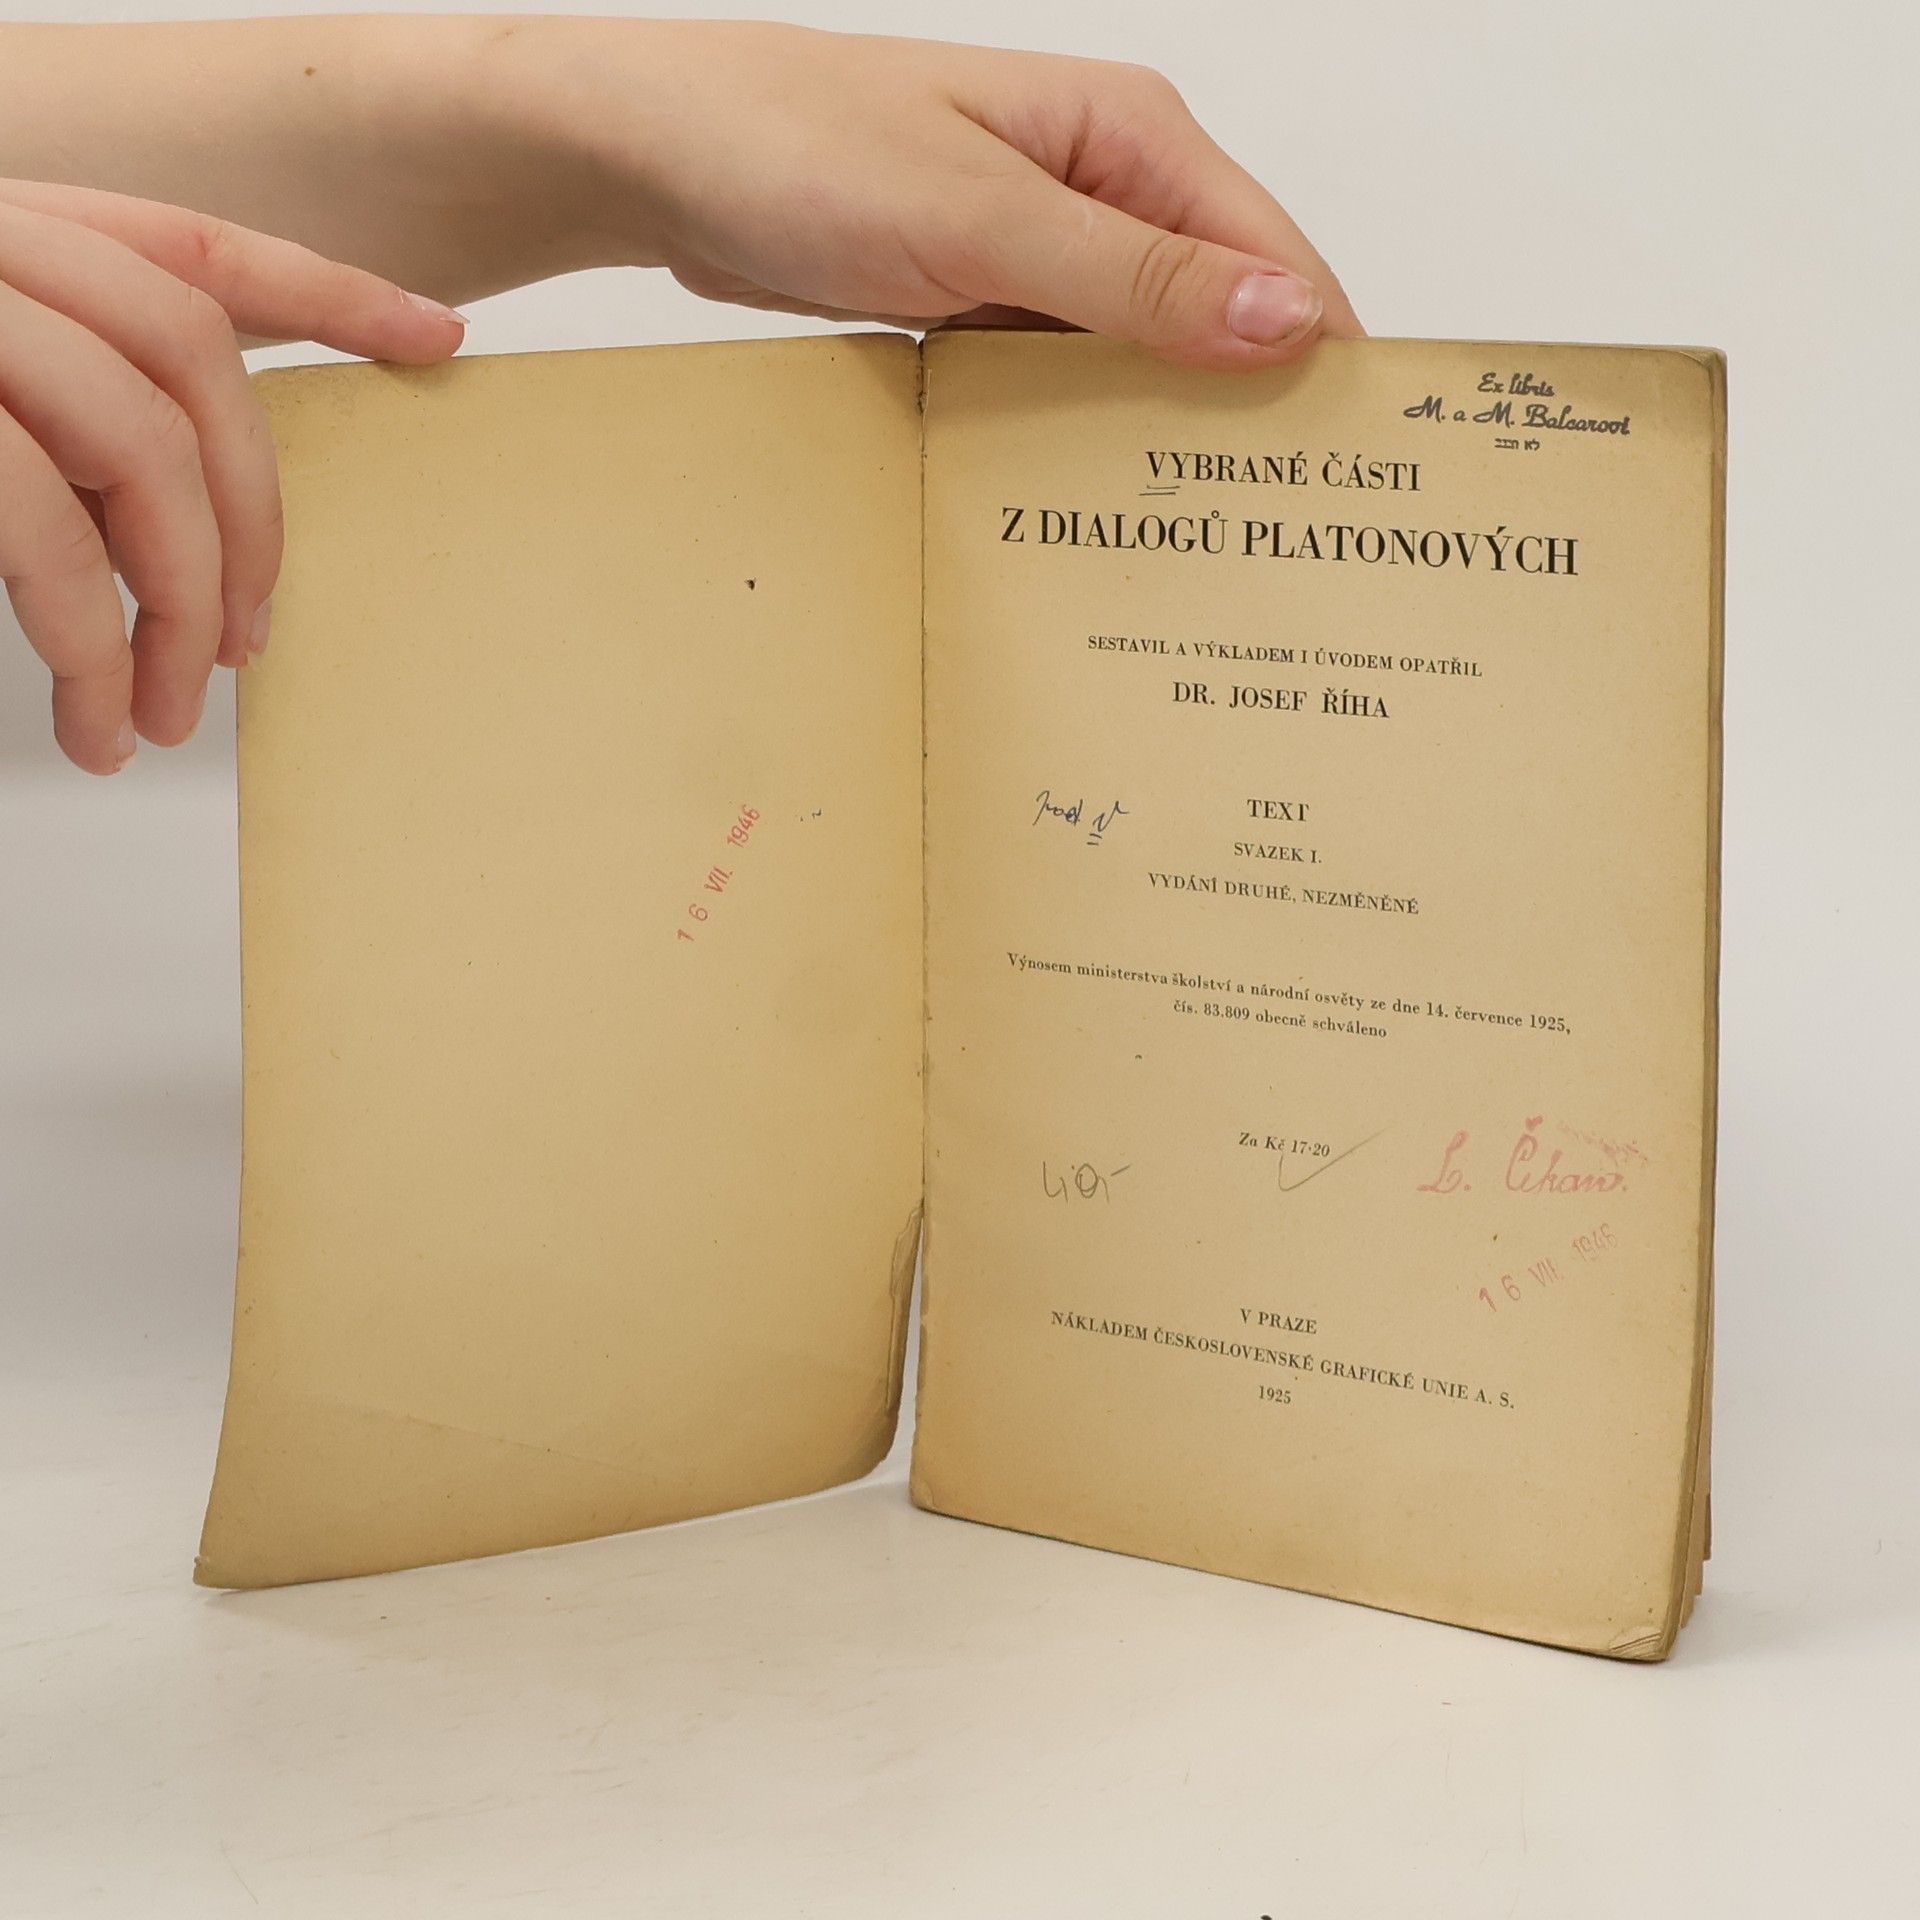 16 VII. 1946
Ex libris
M. a M. Balcarovi
VYBRANÉ ČÁSTI
Z DIALOGŮ PLATONOVÝCH
SESTAVIL A VÝKLADEM I ÚVODEM OPATŘIL
DR. JOSEF ŘÍHA
TEXT
SVAZEK I.
VYDÁNÍ DRUHÉ, NEZMĚNĚNÉ
Výnosem ministerstva školství a národní osvěty ze dne 14. července 1925,
čís. 83.809 obecně schváleno
Za Kč 17·20
L.
16 VII. 1946
V PRAZE
NÁKLADEM ČESKOSLOVENSKÉ GRAFICKÉ UNIE A. S.
1925